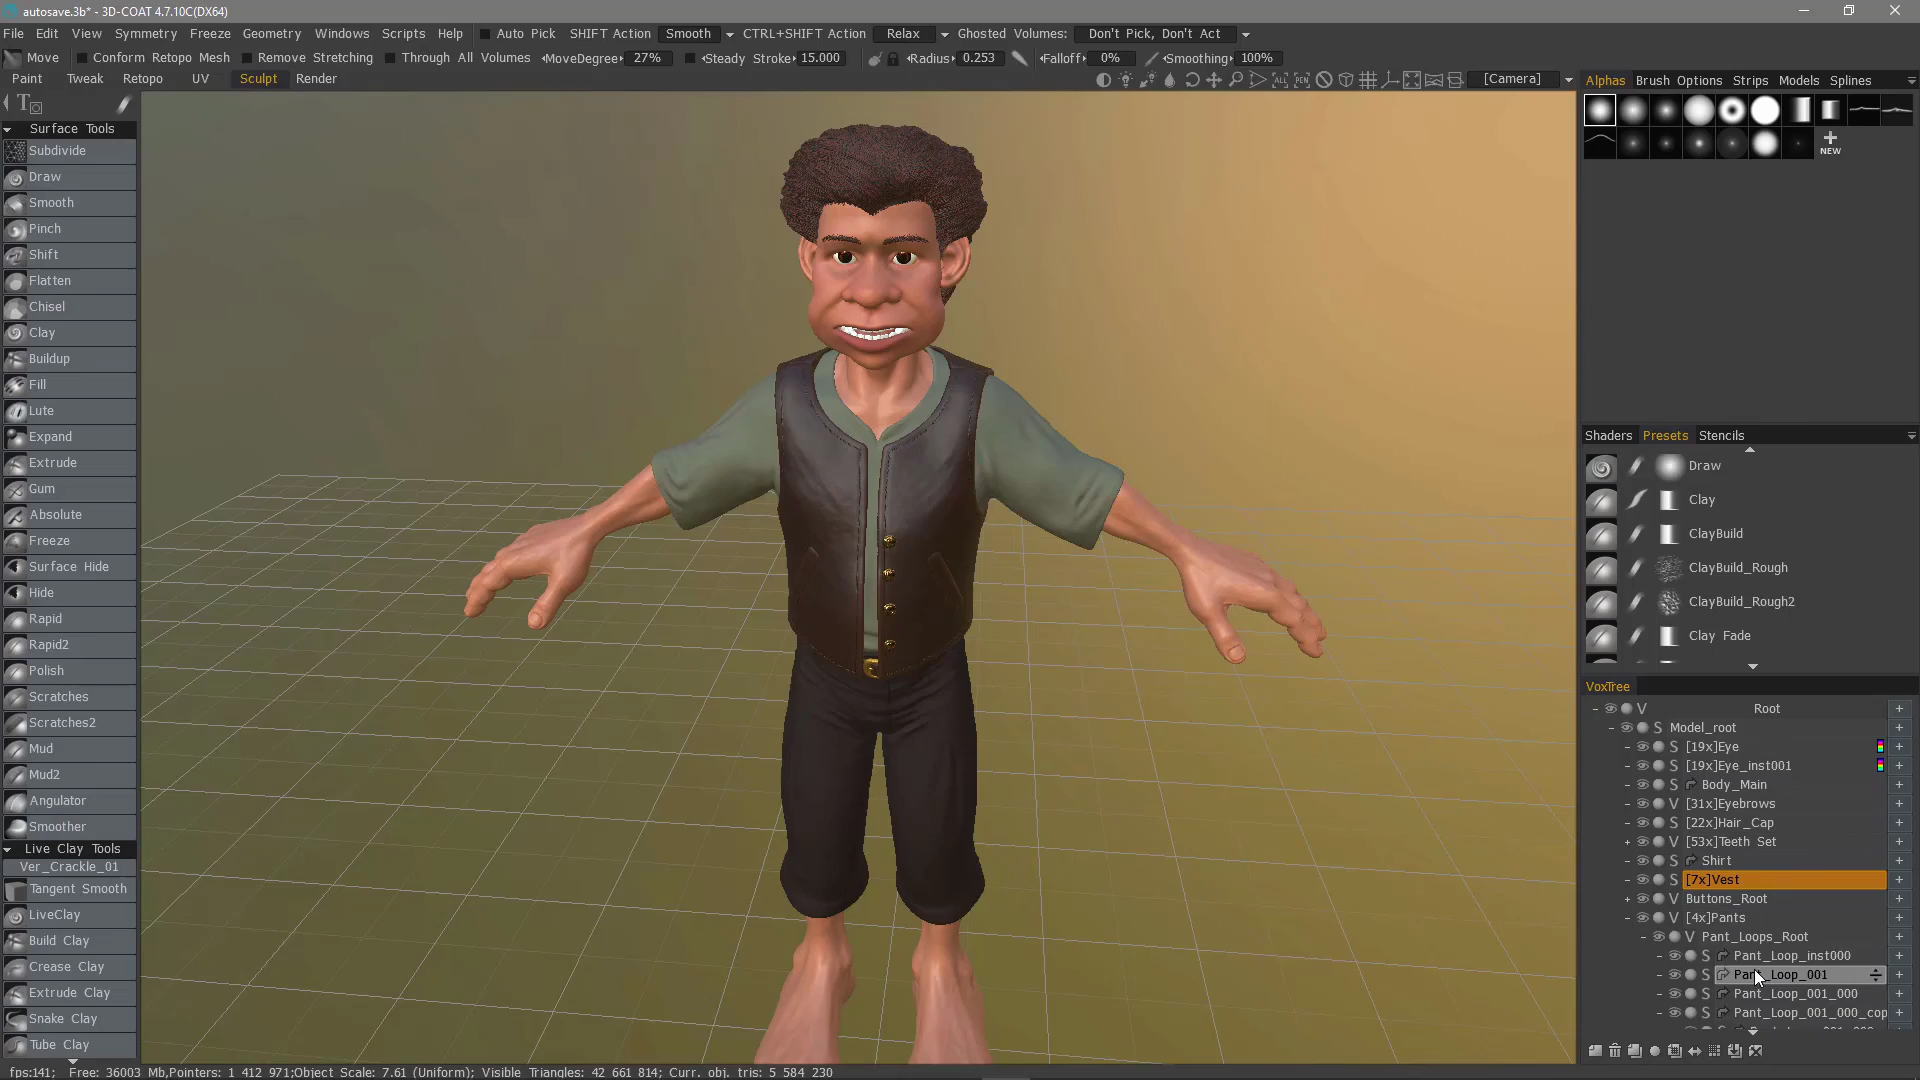 autosave.3b* - 3D-COAT 4.7.10C(DX64)
File Edit View Symmetry Freeze Geometry Windows Scripts Help Auto Pick SHIFT Action Smooth CTRL+SHIFT Action Relax Ghosted Volumes: Don't Pick, Don't Act
Move Conform Retopo Mesh Remove Stretching Through All Volumes MoveDegree 27% Steady Stroke 15.000 Radius 0.253 Falloff 0% Smoothing 100%
Paint Tweak Retopo UV Sculpt Render [Camera]
Alphas Brush Options Strips Models Splines
NEW
Surface Tools
Subdivide
Draw
Smooth
Pinch
Shift
Flatten
Chisel
Clay
Buildup
Fill
Lute
Expand
Extrude
Gum
Absolute
Freeze
Surface Hide
Hide
Rapid
Rapid2
Polish
Scratches
Scratches2
Mud
Mud2
Angulator
Smoother
Live Clay Tools
Ver_Crackle_01
Tangent Smooth
LiveClay
Build Clay
Crease Clay
Extrude Clay
Snake Clay
Tube Clay
Shaders Presets Stencils
Draw
Clay
ClayBuild
ClayBuild_Rough
ClayBuild_Rough2
Clay Fade
VoxTree
V Root
S Model_root
S [19x]Eye
S [19x]Eye_inst001
S Body_Main
V [31x]Eyebrows
S [22x]Hair_Cap
V [53x]Teeth Set
S Shirt
S [7x]Vest
V Buttons_Root
V [4x]Pants
V Pant_Loops_Root
S Pant_Loop_inst000
S Pant_Loop_001
S Pant_Loop_001_000
S Pant_Loop_001_000_cop
fps:141; Free: 36003 Mb,Pointers: 1 412 971;Object Scale: 7.61 (Uniform); Visible Triangles: 42 661 814; Curr. obj. tris: 5 584 230